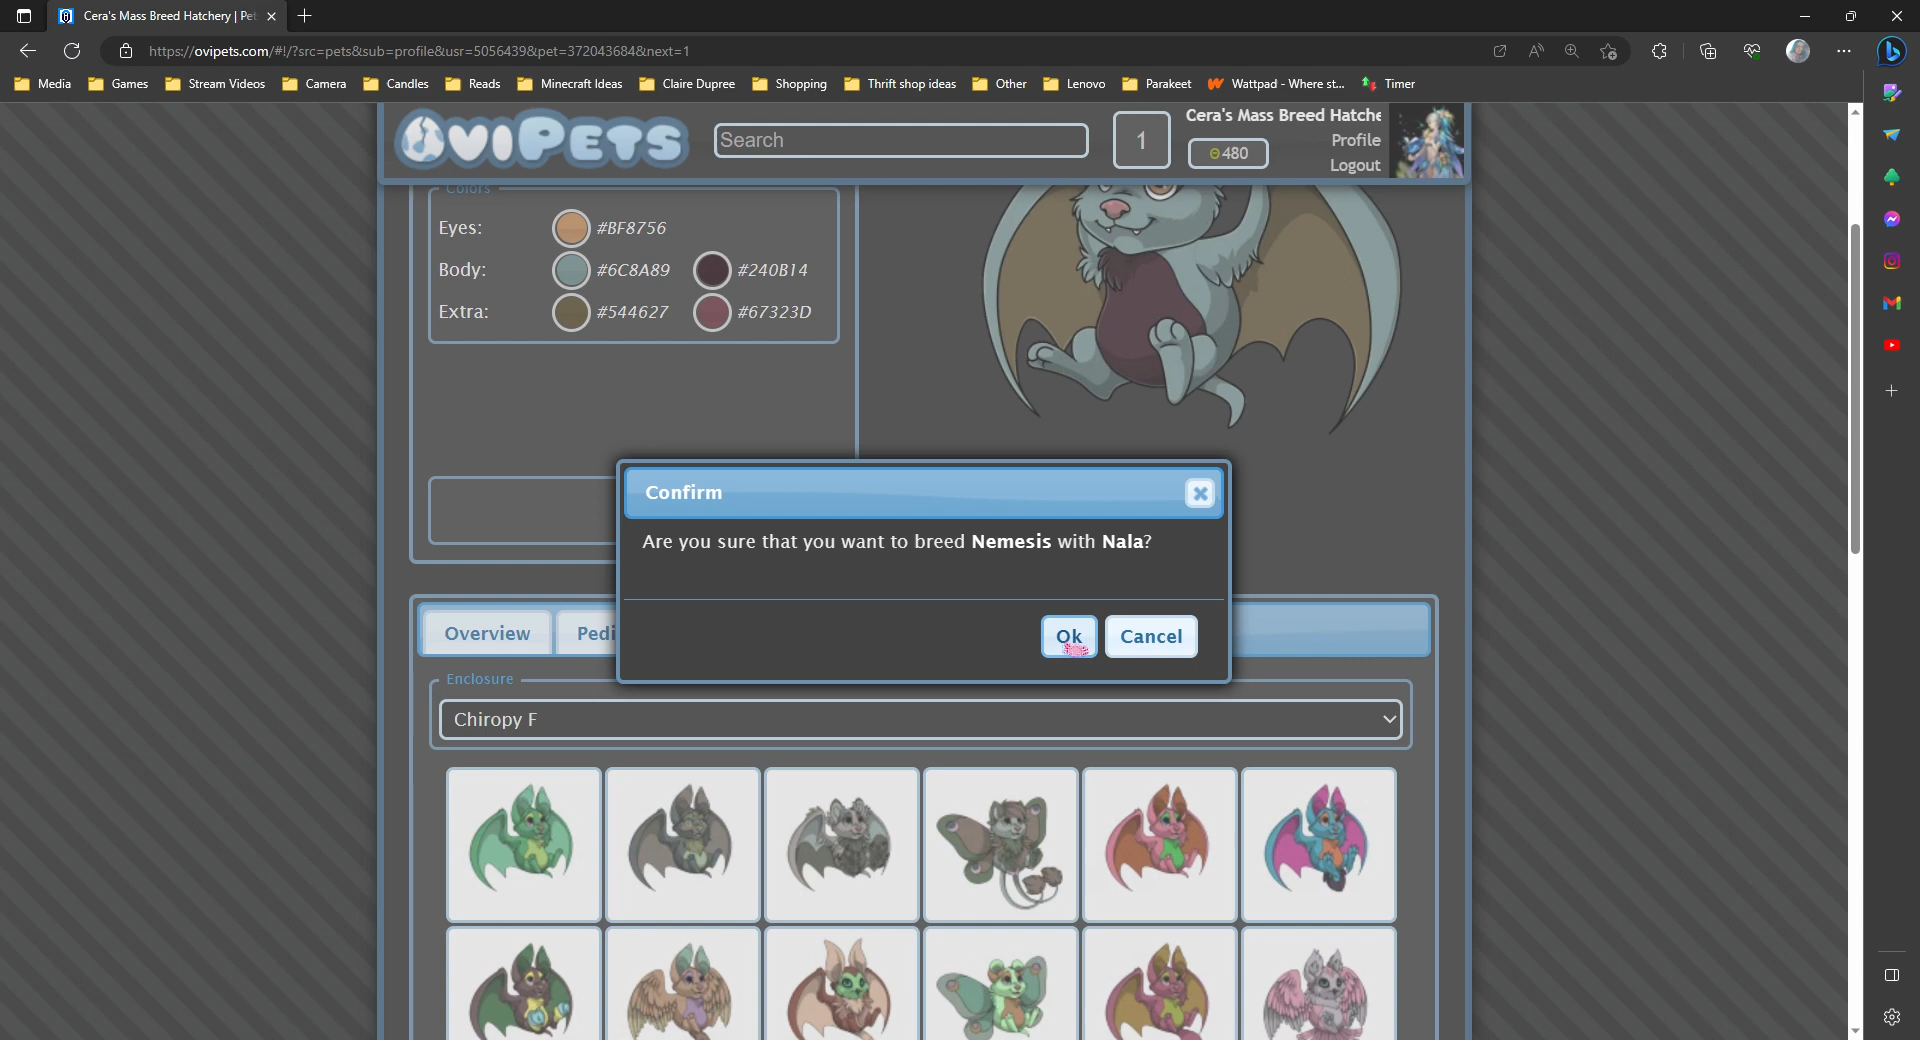 Cera's Mass Breed Hatchery | Pet
https://ovipets.com/#!/?src=pets&sub=profile&usr=5056439&pet=372043684&next=1
Media Games Stream Videos Camera Candles Reads Minecraft Ideas Claire Dupree Shopping Thrift shop ideas Other Lenovo Parakeet Wattpad - Where st... Timer
OviPets
Search
1
Cera's Mass Breed Hatche
480
Profile
Logout
Colors
Eyes: #BF8756
Body: #6C8A89 #240B14
Extra: #544627 #67323D
Confirm
Are you sure that you want to breed Nemesis with Nala?
Ok Cancel
Overview Pedi
Enclosure
Chiropy F